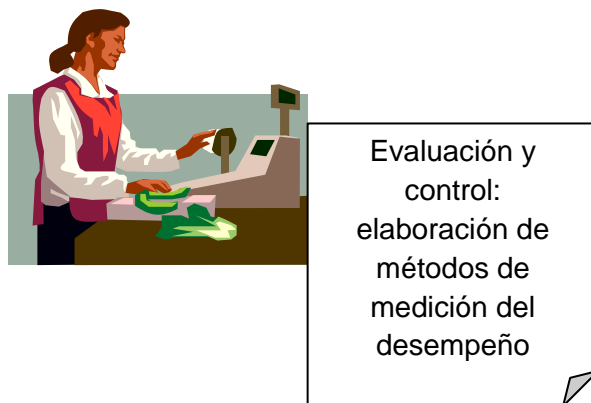 Evaluación y
control:
elaboración de
métodos de
medición del
desempeño